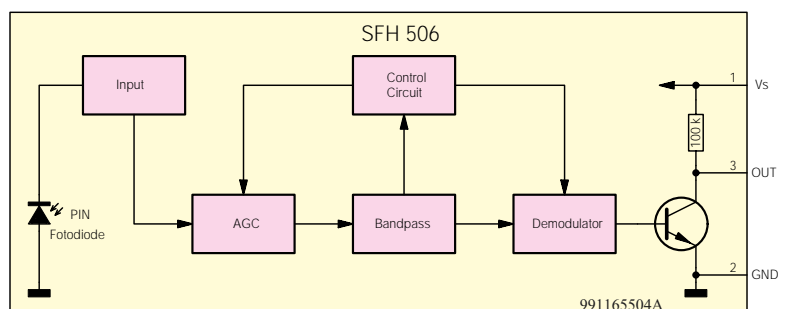 SFH 506
Input
Control
Circuit
1
Vs
100 k
3
OUT
PIN
Fotodiode
AGC
Bandpass
Demodulator
2
GND
991165504A